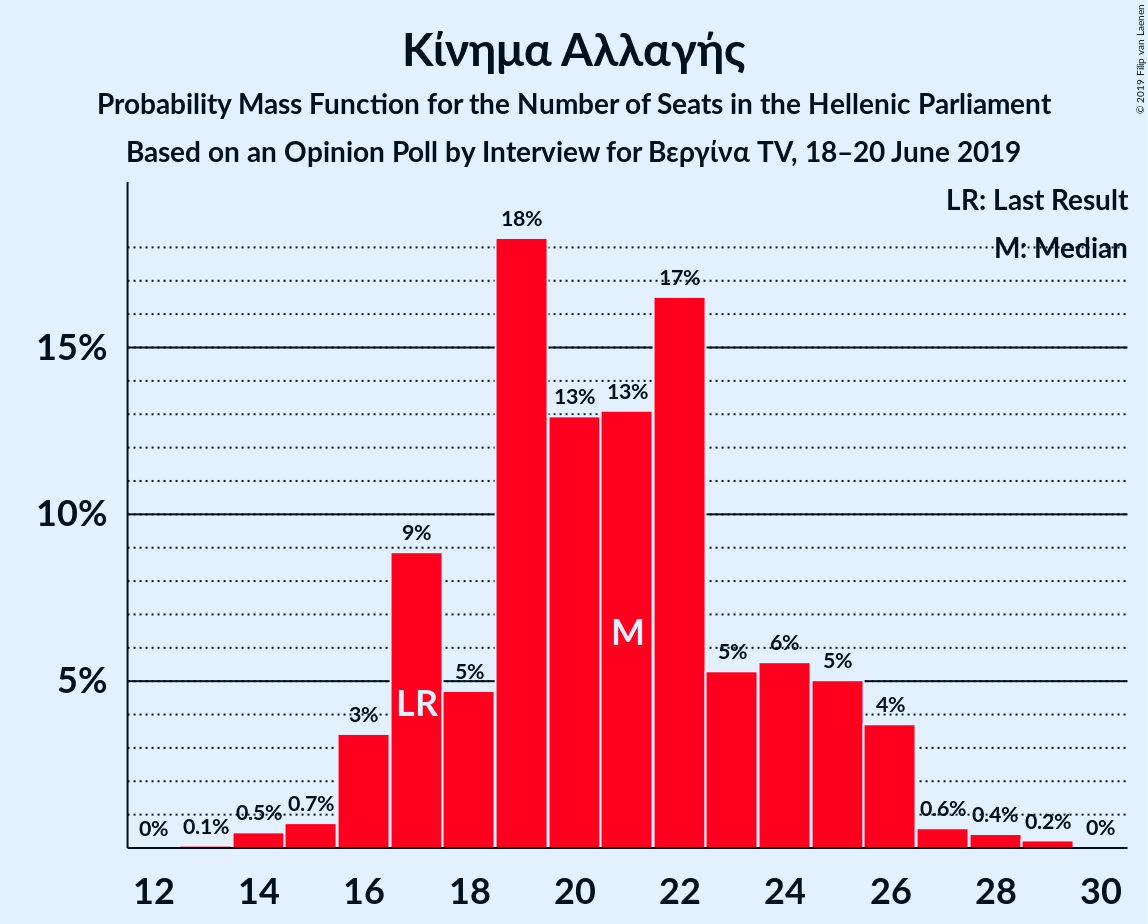 Κίνημα Αλλαγής
Probability Mass Function for the Number of Seats in the Hellenic Parliament
Based on an Opinion Poll by Interview for Βεργίνα TV, 18–20 June 2019
© 2019 Filip van Laenen
LR: Last Result
M: Median
15%
10%
5%
0%
0.1%
0.5%
0.7%
3%
9%
5%
18%
13%
13%
17%
5%
6%
5%
4%
0.6%
0.4%
0.2%
0%
LR
M
12 14 16 18 20 22 24 26 28 30